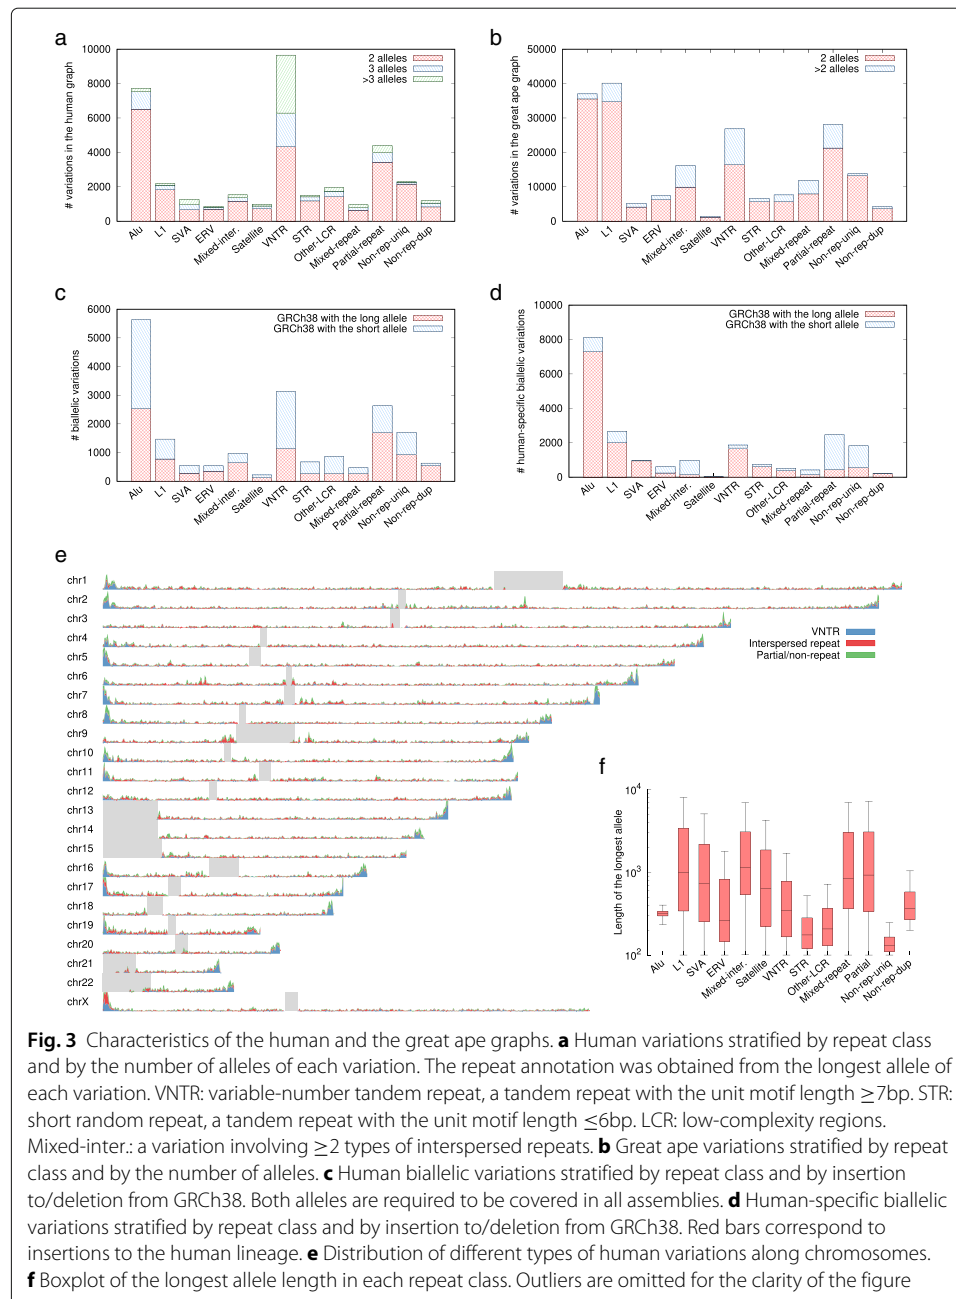 a
10000
8000
6000
4000
2000
0
# variations in the human graph
2 alleles
3 alleles
>3 alleles
Alu
L1
SVA
ERV
Mixed-inter.
Satellite
VNTR
STR
Other-LCR
Mixed-repeat
Partial-repeat
Non-rep-uniq
Non-rep-dup
b
50000
40000
30000
20000
10000
0
# variations in the great ape graph
2 alleles
>2 alleles
Alu
L1
SVA
ERV
Mixed-inter.
Satellite
VNTR
STR
Other-LCR
Mixed-repeat
Partial-repeat
Non-rep-uniq
Non-rep-dup
c
6000
5000
4000
3000
2000
1000
0
# biallelic variations
GRCh38 with the long allele
GRCh38 with the short allele
Alu
L1
SVA
ERV
Mixed-inter.
Satellite
VNTR
STR
Other-LCR
Mixed-repeat
Partial-repeat
Non-rep-uniq
Non-rep-dup
d
10000
8000
6000
4000
2000
0
# human-specific biallelic variations
GRCh38 with the long allele
GRCh38 with the short allele
Alu
L1
SVA
ERV
Mixed-inter.
Satellite
VNTR
STR
Other-LCR
Mixed-repeat
Partial-repeat
Non-rep-uniq
Non-rep-dup
e
chr1
chr2
chr3
chr4
chr5
chr6
chr7
chr8
chr9
chr10
chr11
chr12
chr13
chr14
chr15
chr16
chr17
chr18
chr19
chr20
chr21
chr22
chrX
VNTR
Interspersed repeat
Partial/non-repeat
f
10^4
10^3
10^2
Length of the longest allele
Alu
L1
SVA
ERV
Mixed-inter.
Satellite
VNTR
STR
Other-LCR
Mixed-repeat
Partial
Non-rep-uniq
Non-rep-dup
Fig. 3 Characteristics of the human and the great ape graphs. a Human variations stratified by repeat class
and by the number of alleles of each variation. The repeat annotation was obtained from the longest allele of
each variation. VNTR: variable-number tandem repeat, a tandem repeat with the unit motif length ≥7bp. STR:
short random repeat, a tandem repeat with the unit motif length ≤6bp. LCR: low-complexity regions.
Mixed-inter.: a variation involving ≥2 types of interspersed repeats. b Great ape variations stratified by repeat
class and by the number of alleles. c Human biallelic variations stratified by repeat class and by insertion
to/deletion from GRCh38. Both alleles are required to be covered in all assemblies. d Human-specific biallelic
variations stratified by repeat class and by insertion to/deletion from GRCh38. Red bars correspond to
insertions to the human lineage. e Distribution of different types of human variations along chromosomes.
f Boxplot of the longest allele length in each repeat class. Outliers are omitted for the clarity of the figure